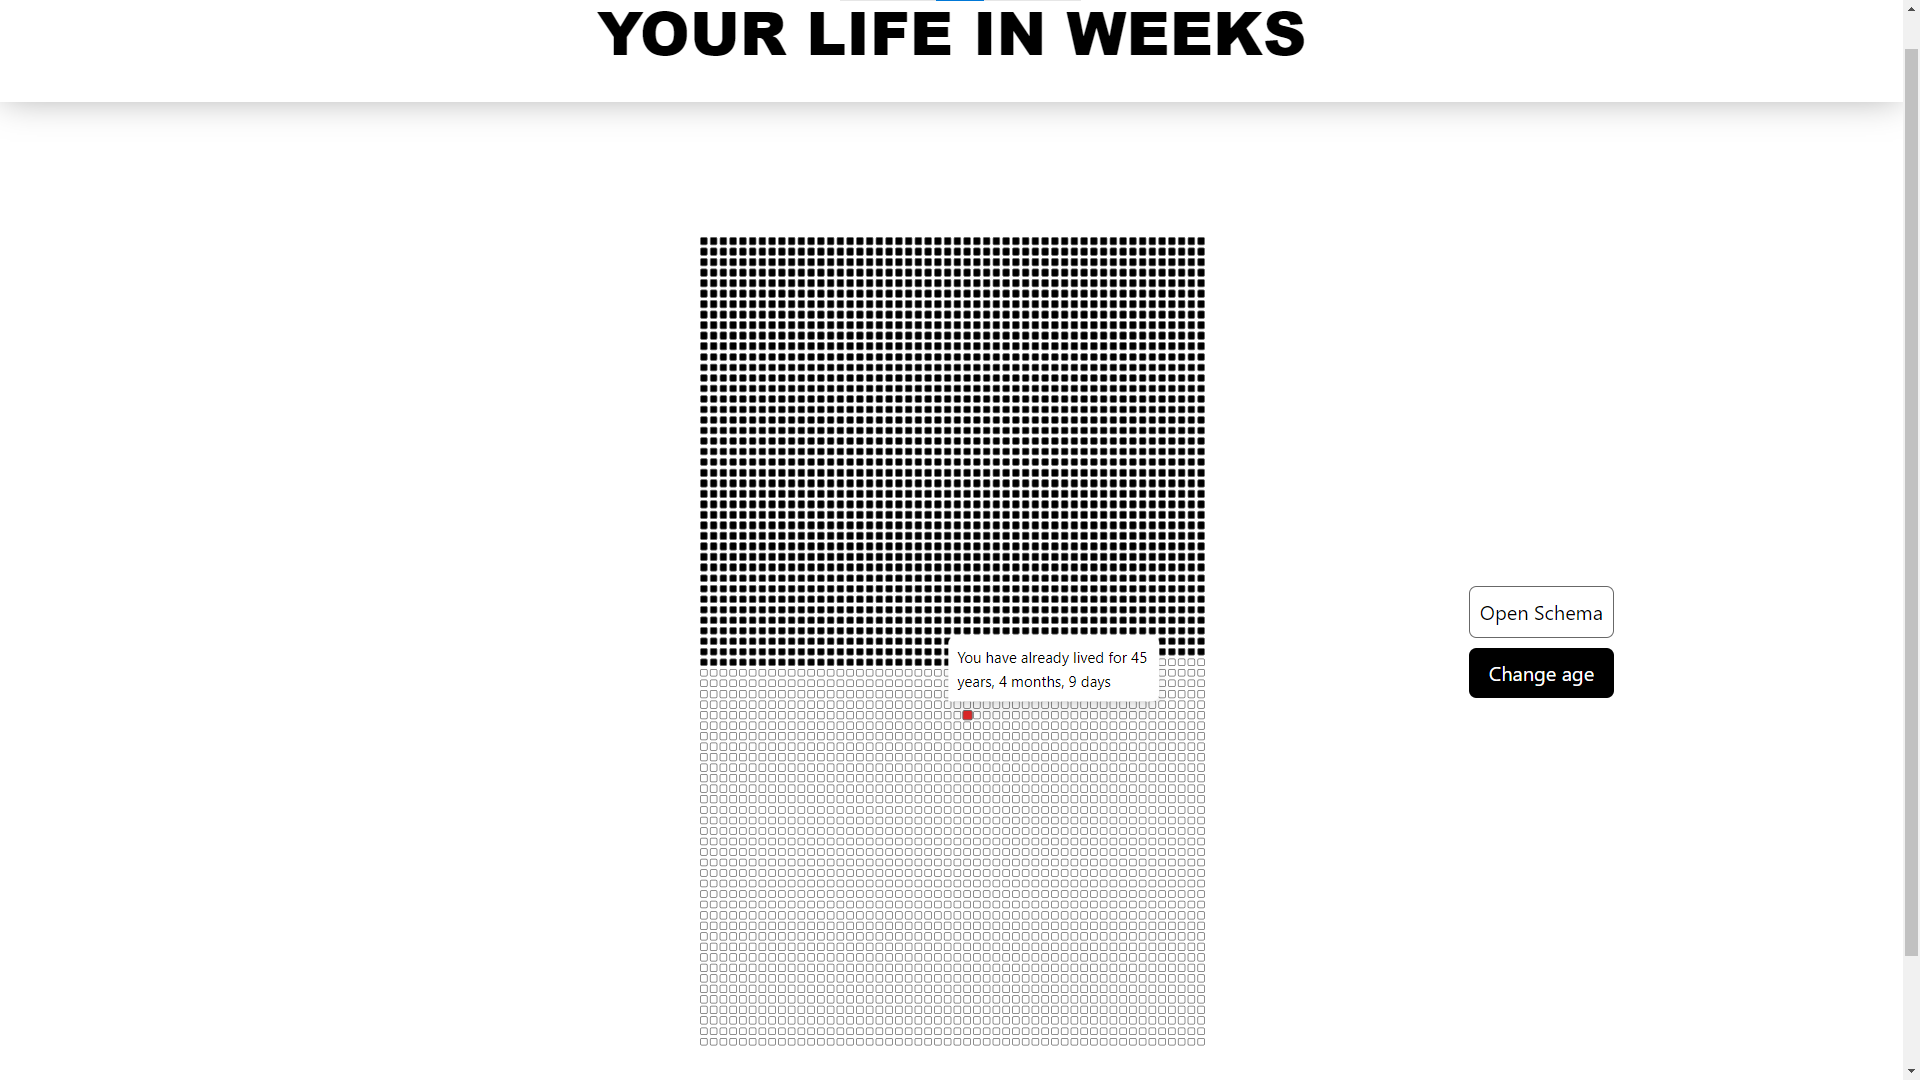 YOUR LIFE IN WEEKS
Open Schema
You have already lived for 45
years, 4 months, 9 days
Change age